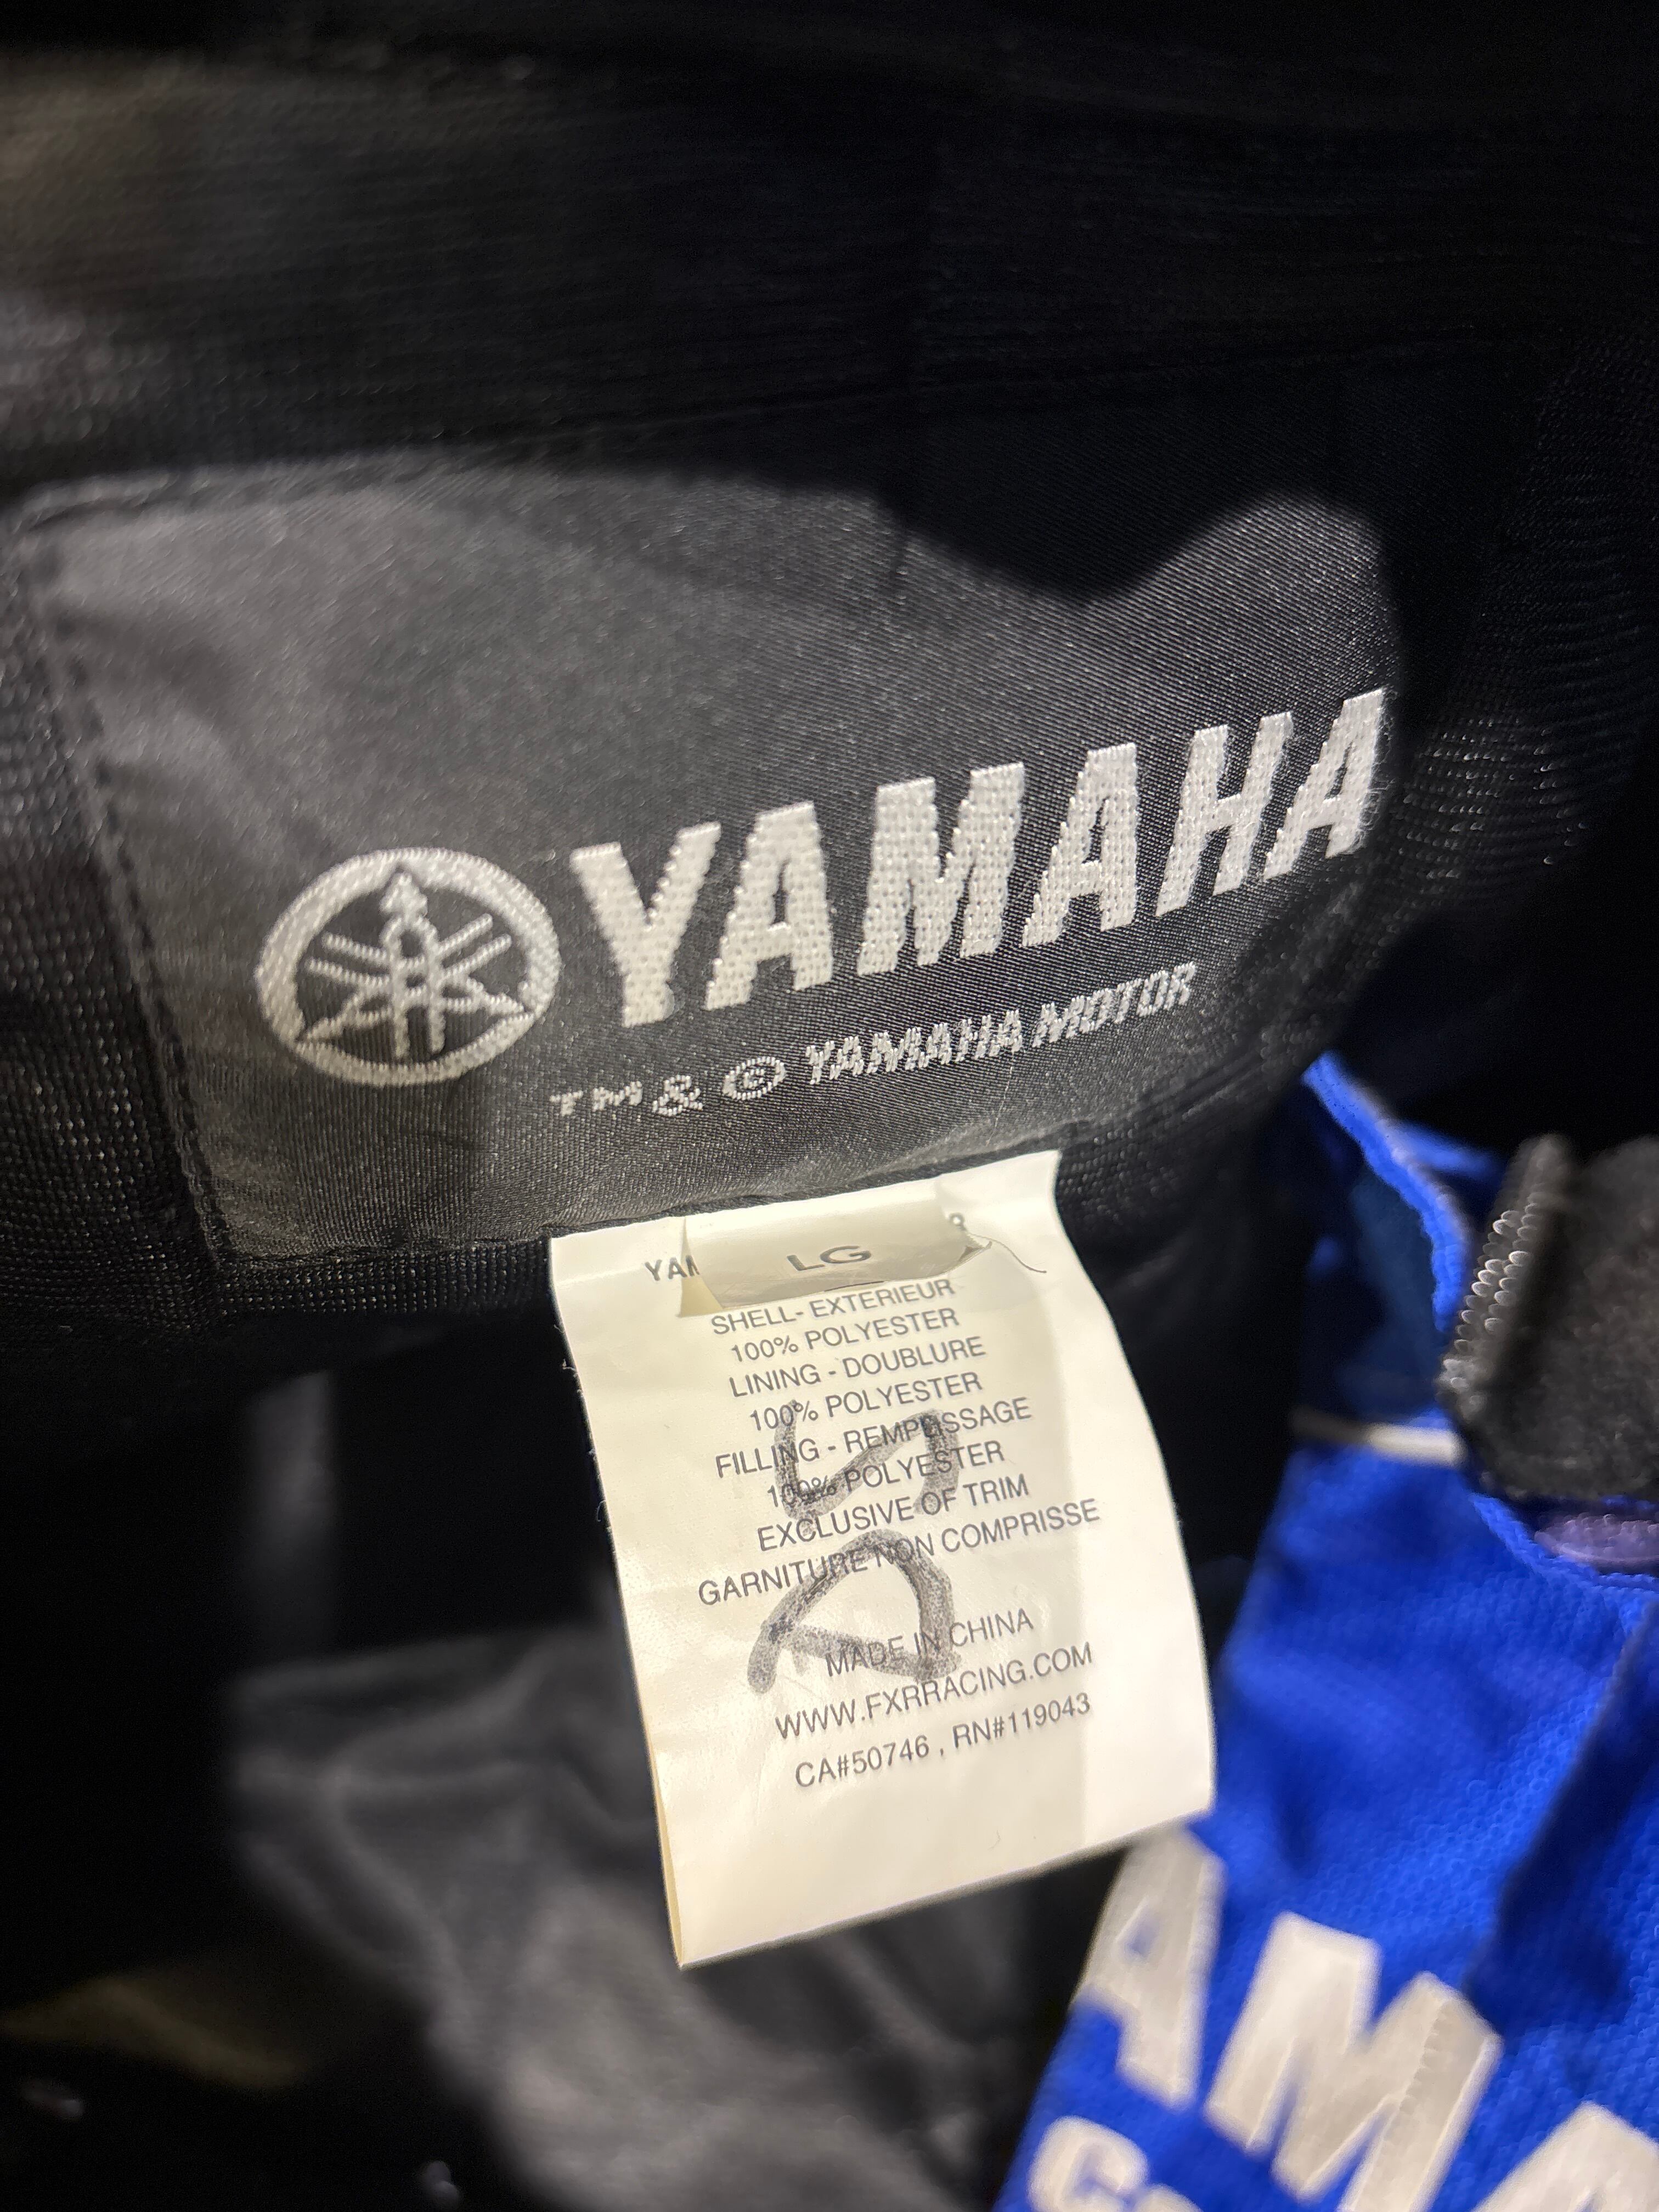 YAMAHA
TM & © YAMAHA MOTOR
LG
SHELL- EXTERIEUR
100% POLYESTER
LINING - DOUBLURE
100% POLYESTER
FILLING - REMPLISSAGE
100% POLYESTER
EXCLUSIVE OF TRIM
GARNITURE NON COMPRISSE
MADE IN CHINA
WWW.FXRRACING.COM
CA#50746 , RN#119043